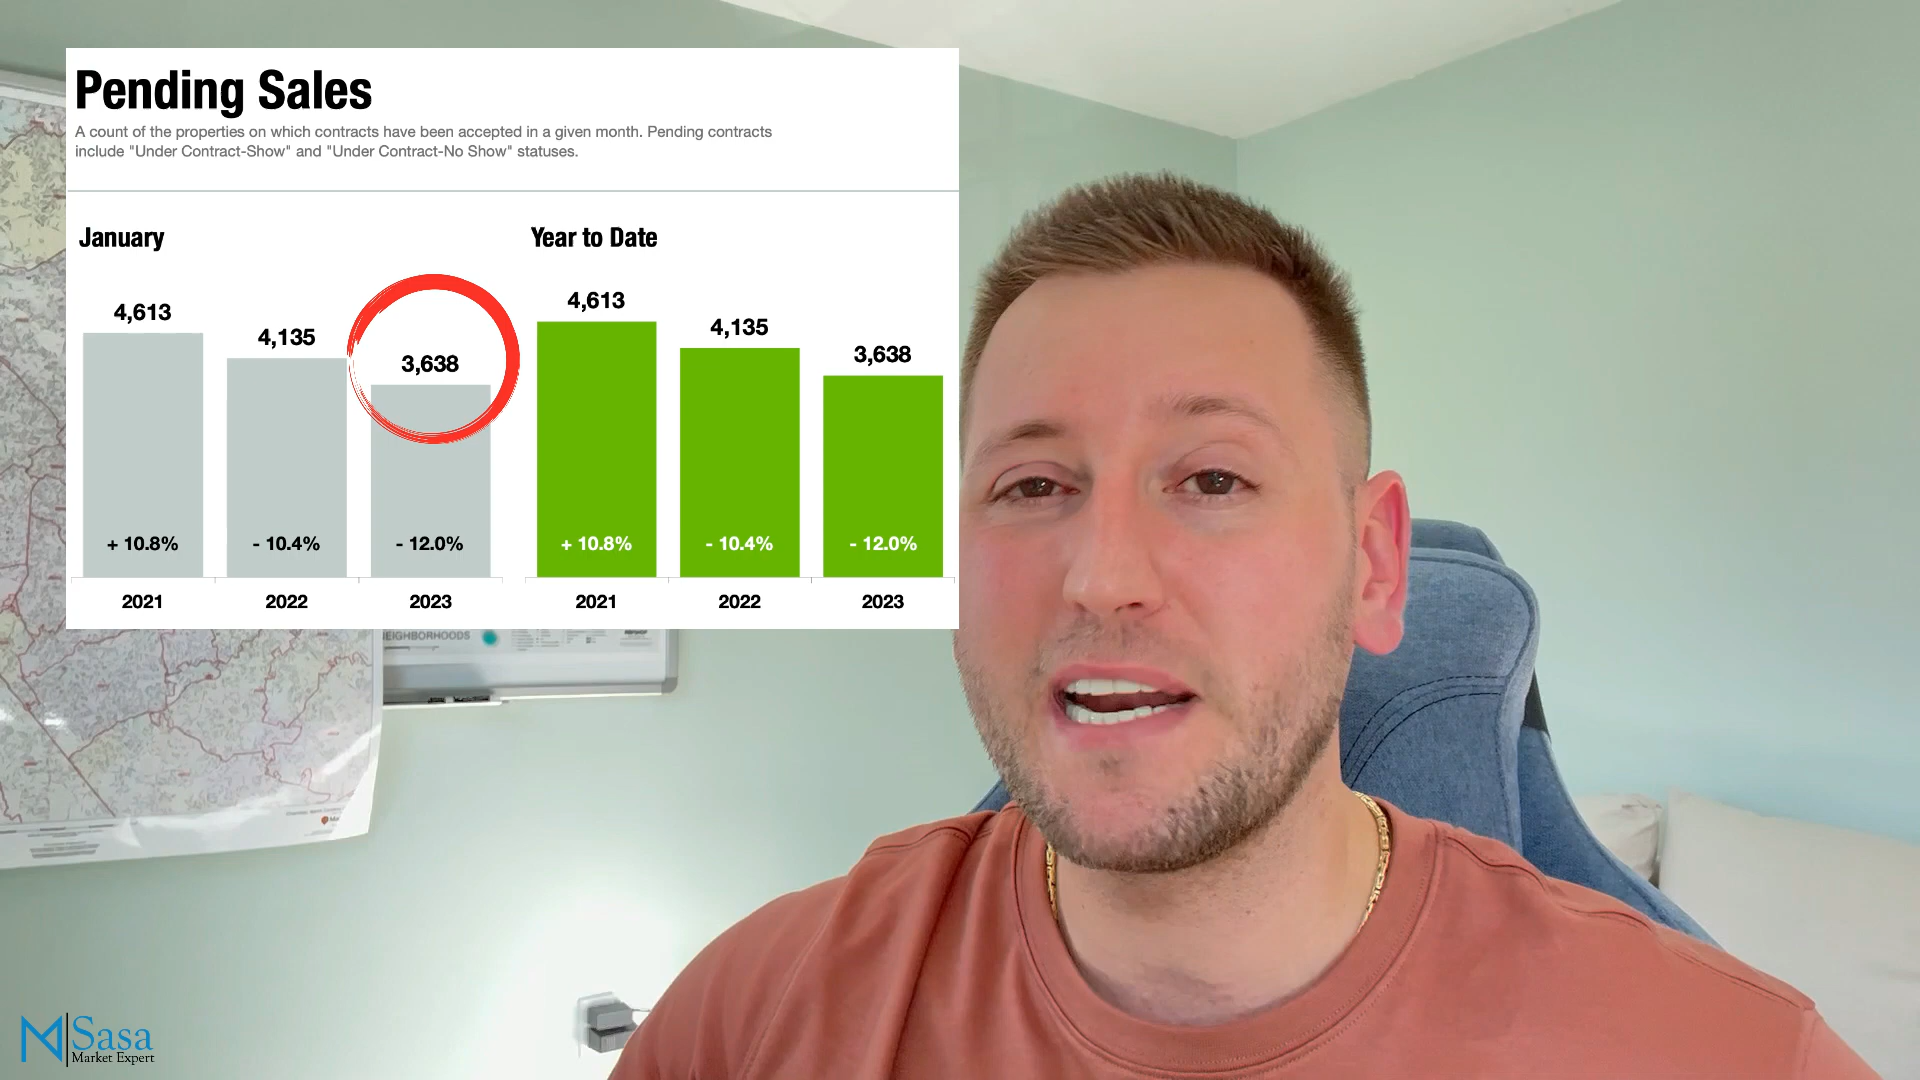 Pending Sales
A count of the properties on which contracts have been accepted in a given month. Pending contracts
include "Under Contract-Show" and "Under Contract-No Show" statuses.
January
4,613
4,135
3,638
+ 10.8%
- 10.4%
- 12.0%
2021
2022
2023
Year to Date
4,613
4,135
3,638
+ 10.8%
- 10.4%
- 12.0%
2021
2022
2023
EIGHBORHOODS
Sasa
Market Expert